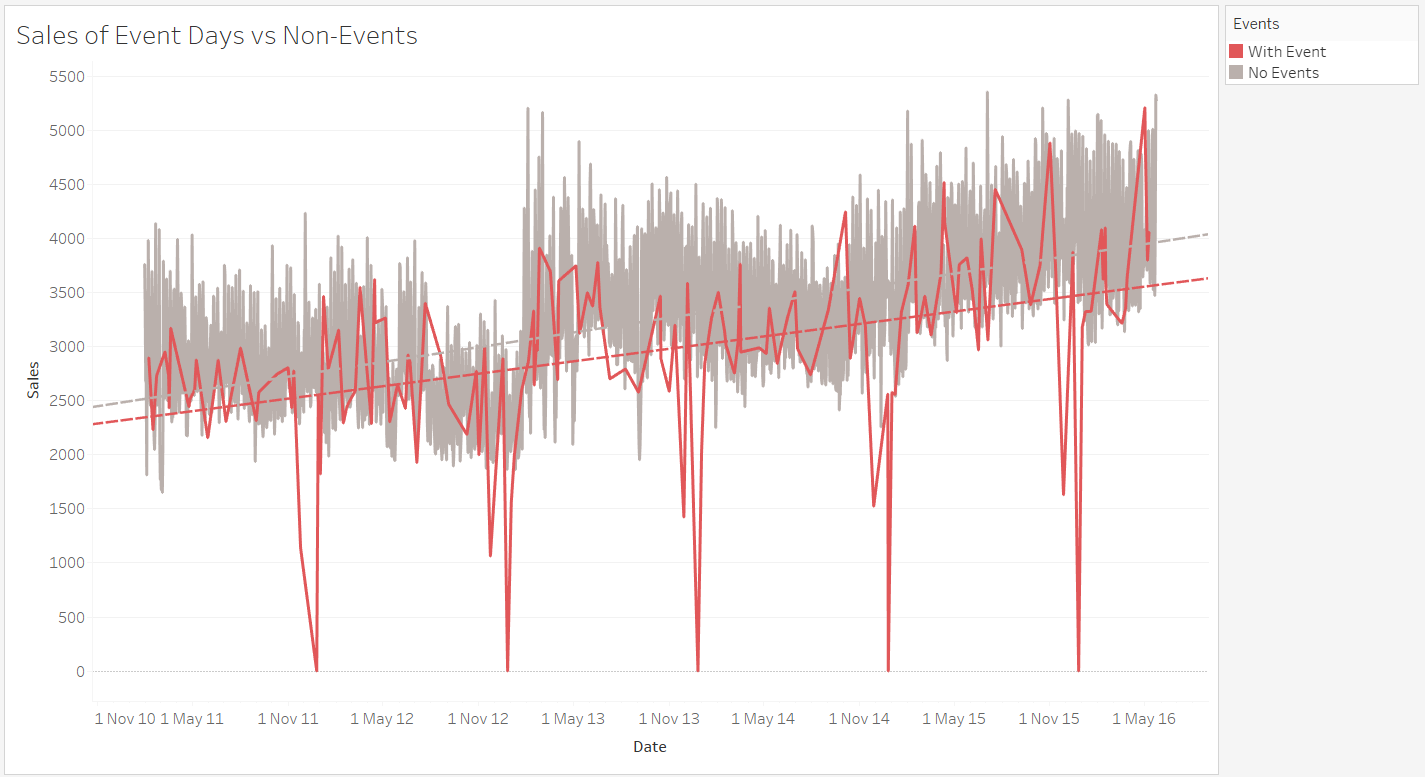 Sales of Event Days vs Non-Events
Events
With Event
No Events
5500
5000
4500
4000
3500
3000
2500
2000
1500
1000
500
0
Sales
1 Nov 10 1 May 11 1 Nov 11 1 May 12 1 Nov 12 1 May 13 1 Nov 13 1 May 14 1 Nov 14 1 May 15 1 Nov 15 1 May 16
Date